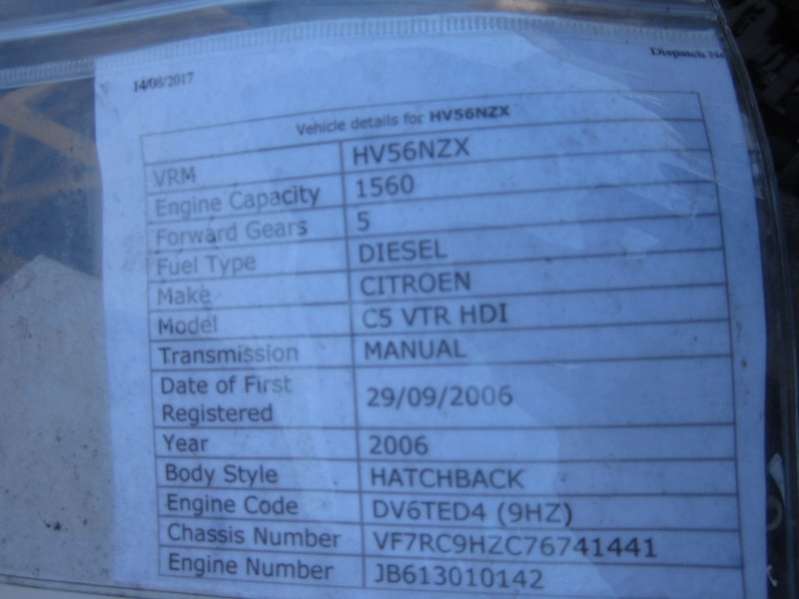 14/08/2017
Dispatch No
Vehicle details for HV56NZX
VRM HV56NZX
Engine Capacity 1560
Forward Gears 5
Fuel Type DIESEL
Make CITROEN
Model C5 VTR HDI
Transmission MANUAL
Date of First
Registered 29/09/2006
Year 2006
Body Style HATCHBACK
Engine Code DV6TED4 (9HZ)
Chassis Number VF7RC9HZC76741441
Engine Number JB613010142